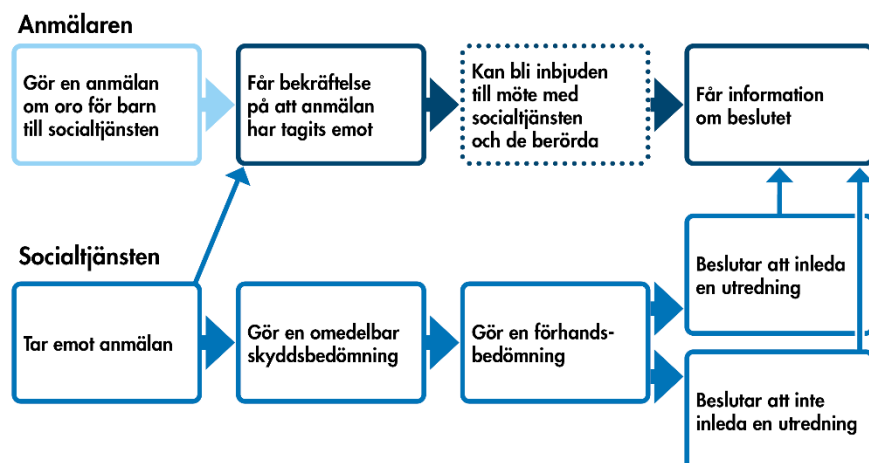 Anmälaren
Gör en anmälan
om oro för barn
till socialtjänsten
Får bekräftelse
på att anmälan
har tagits emot
Kan bli inbjuden
till möte med
socialtjänsten
och de berörda
Får information
om beslutet
Socialtjänsten
Tar emot anmälan
Gör en omedelbar
skyddsbedömning
Gör en förhands-
bedömning
Beslutar att inleda
en utredning
Beslutar att inte
inleda en utredning